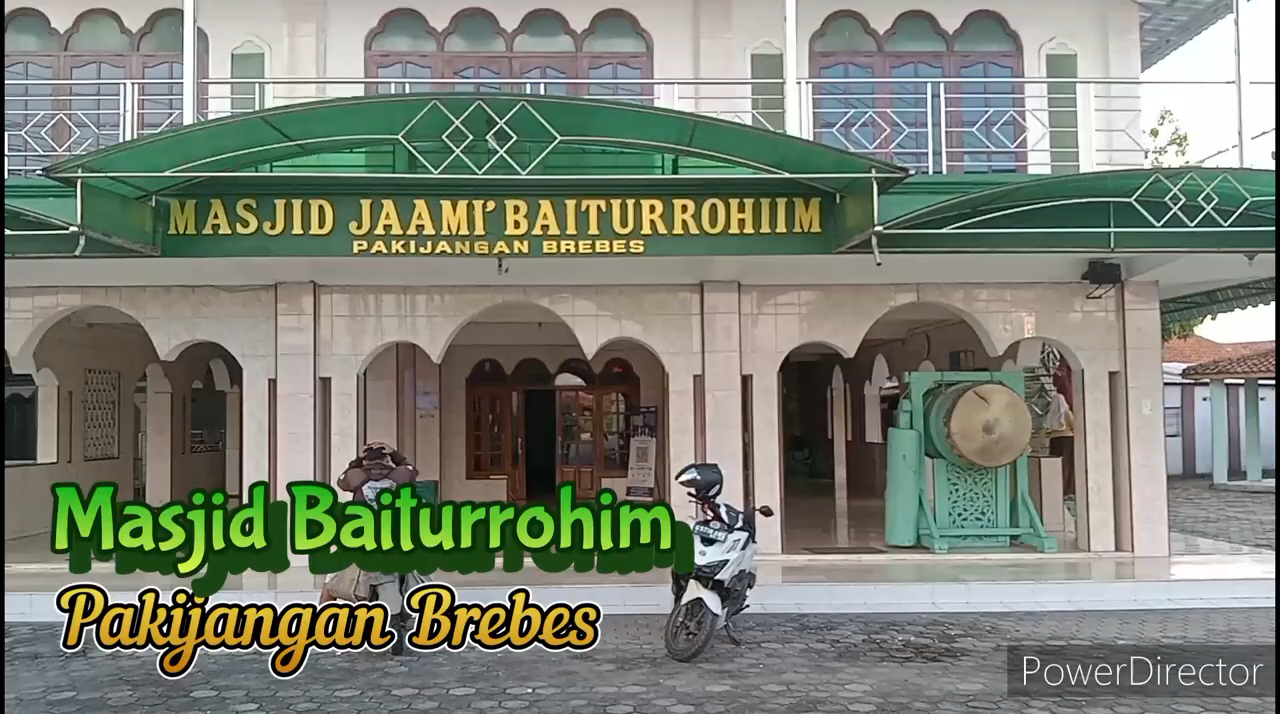 MASJID JAAMI' BAITURROHIIM
PAKIJANGAN BREBES
Masjid Baiturrohim
Pakijangan Brebes
PowerDirector